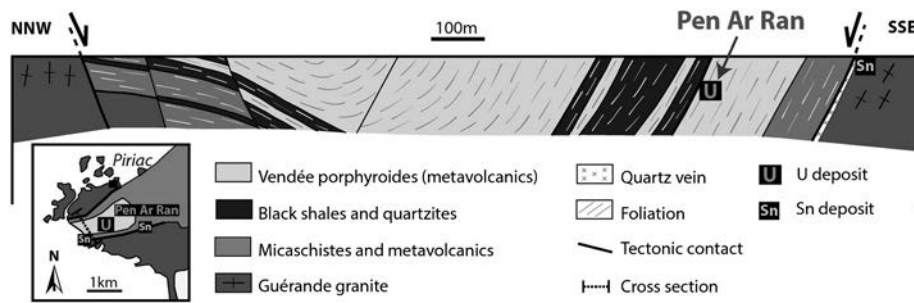 NNW
100m
Pen Ar Ran
SSE
Sn
U
Piriac
Pen Ar Ran
U
Sn
Sn
N
1km
Vendée porphyroides (metavolcanics)
Black shales and quartzites
Micaschistes and metavolcanics
Guérande granite
Quartz vein
Foliation
Tectonic contact
Cross section
U U deposit
Sn Sn deposit